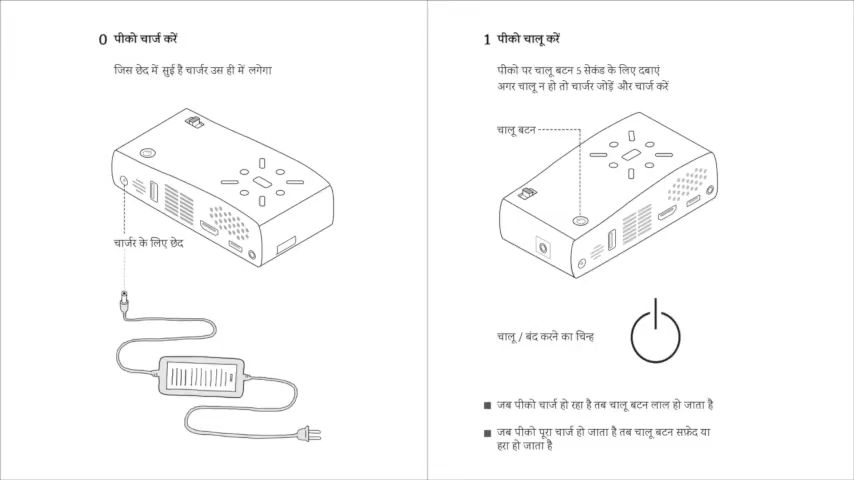 0 पीको चार्ज करें
जिस छेद में सुई है चार्जर उस ही में लगेगा
चार्जर के लिए छेद
1 पीको चालू करें
पीको पर चालू बटन 5 सेकंड के लिए दबाएं
अगर चालू न हो तो चार्जर जोड़ें और चार्ज करें
चालू बटन
चालू / बंद करने का चिन्ह
जब पीको चार्ज हो रहा है तब चालू बटन लाल हो जाता है
जब पीको पूरा चार्ज हो जाता है तब चालू बटन सफ़ेद या
हरा हो जाता है